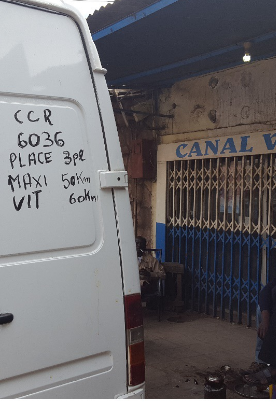 CCR
6036
PLACE 3pl
MAXI 50Km
VIT 60Km
CANAL V